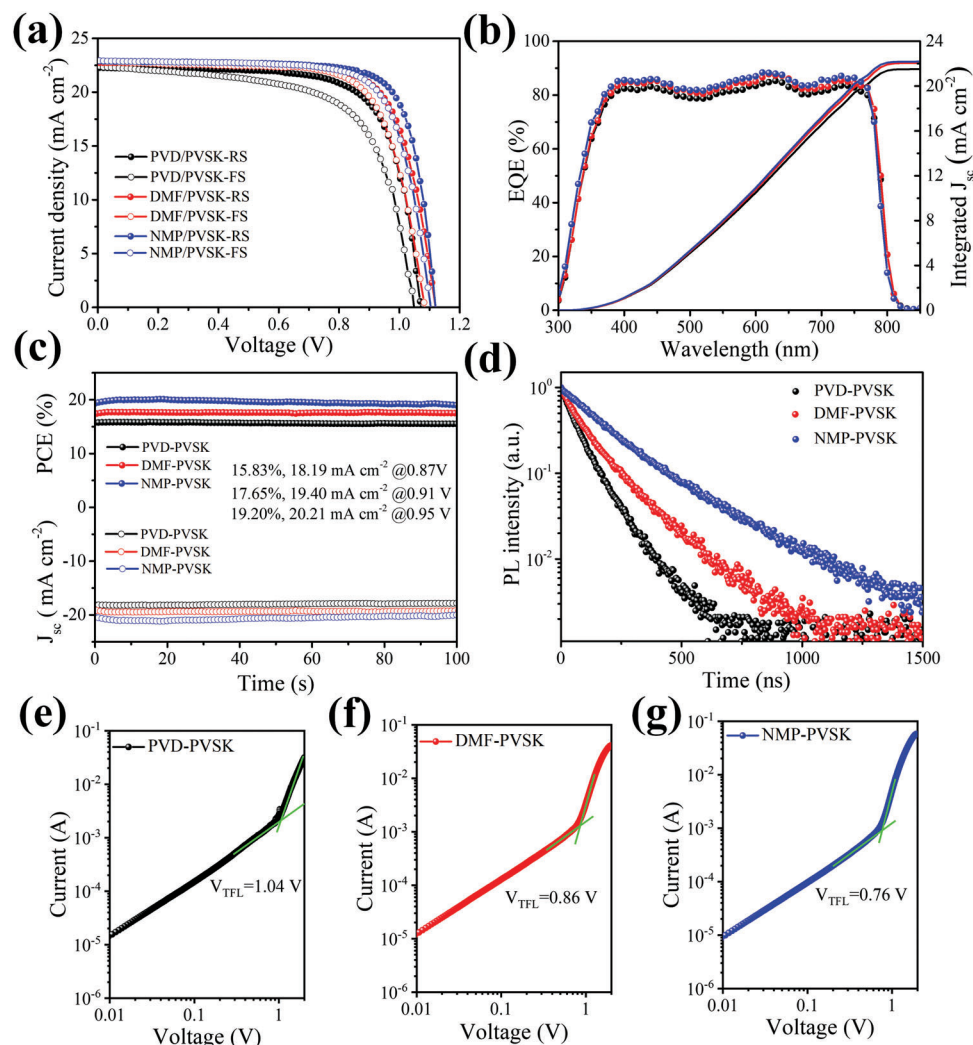 (a)
Current density (mA cm⁻²)
25
20
15
10
5
0
PVD/PVSK-RS
PVD/PVSK-FS
DMF/PVSK-RS
DMF/PVSK-FS
NMP/PVSK-RS
NMP/PVSK-FS
0.0 0.2 0.4 0.6 0.8 1.0 1.2
Voltage (V)
(b)
EQE (%)
100
80
60
40
20
0
24
20
16
12
8
4
0
Integrated J_sc ( mA cm⁻²)
300 400 500 600 700 800
Wavelength (nm)
(c)
PCE (%)
J_sc ( mA cm⁻²)
20
10
0
-10
-20
PVD-PVSK
DMF-PVSK
NMP-PVSK
15.83%, 18.19 mA cm⁻² @0.87V
17.65%, 19.40 mA cm⁻² @0.91 V
19.20%, 20.21 mA cm⁻² @0.95 V
PVD-PVSK
DMF-PVSK
NMP-PVSK
0 20 40 60 80 100
Time (s)
(d)
PL intensity (a.u.)
10⁰
10⁻¹
10⁻²
PVD-PVSK
DMF-PVSK
NMP-PVSK
0 500 1000 1500
Time (ns)
(e)
Current (A)
10⁻¹
10⁻²
10⁻³
10⁻⁴
10⁻⁵
10⁻⁶
PVD-PVSK
V_TFL=1.04 V
0.01 0.1 1
Voltage (V)
(f)
Current (A)
10⁻¹
10⁻²
10⁻³
10⁻⁴
10⁻⁵
10⁻⁶
DMF-PVSK
V_TFL=0.86 V
0.01 0.1 1
Voltage (V)
(g)
Current (A)
10⁻¹
10⁻²
10⁻³
10⁻⁴
10⁻⁵
10⁻⁶
NMP-PVSK
V_TFL=0.76 V
0.01 0.1 1
Voltage (V)